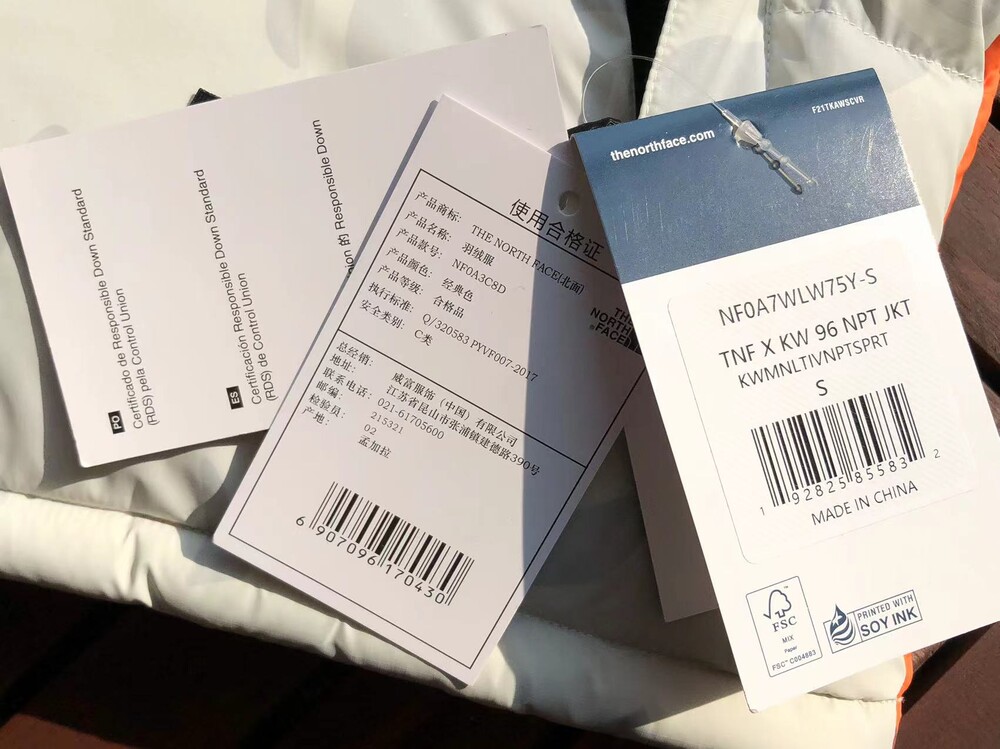 PO
Certificado de Responsible Down Standard
(RDS) pela Control Union
ES
Certificación Responsible Down Standard
(RDS) de Control Union
的 Responsible Down
使用合格证
产品商标: THE NORTH FACE(北面)
产品名称: 羽绒服
产品款号: NF0A3C8D
产品颜色: 经典色
产品等级: 合格品
执行标准: Q/320583 PYVF007-2017
安全类别: C类
总经销: 威富服饰（中国）有限公司
地址: 江苏省昆山市张浦镇建德路390号
联系电话: 021-61705600
邮编: 215321
检验员: 02
产地: 孟加拉
6 907096 170430
NORTH
FACE
F21TKAWSCVR
thenorthface.com
NF0A7WLW75Y-S
TNF X KW 96 NPT JKT
KWMNLTIVNPTSPRT
S
1 92825 85583 2
MADE IN CHINA
FSC
MIX
Paper
FSC™ C004883
PRINTED WITH
SOY INK